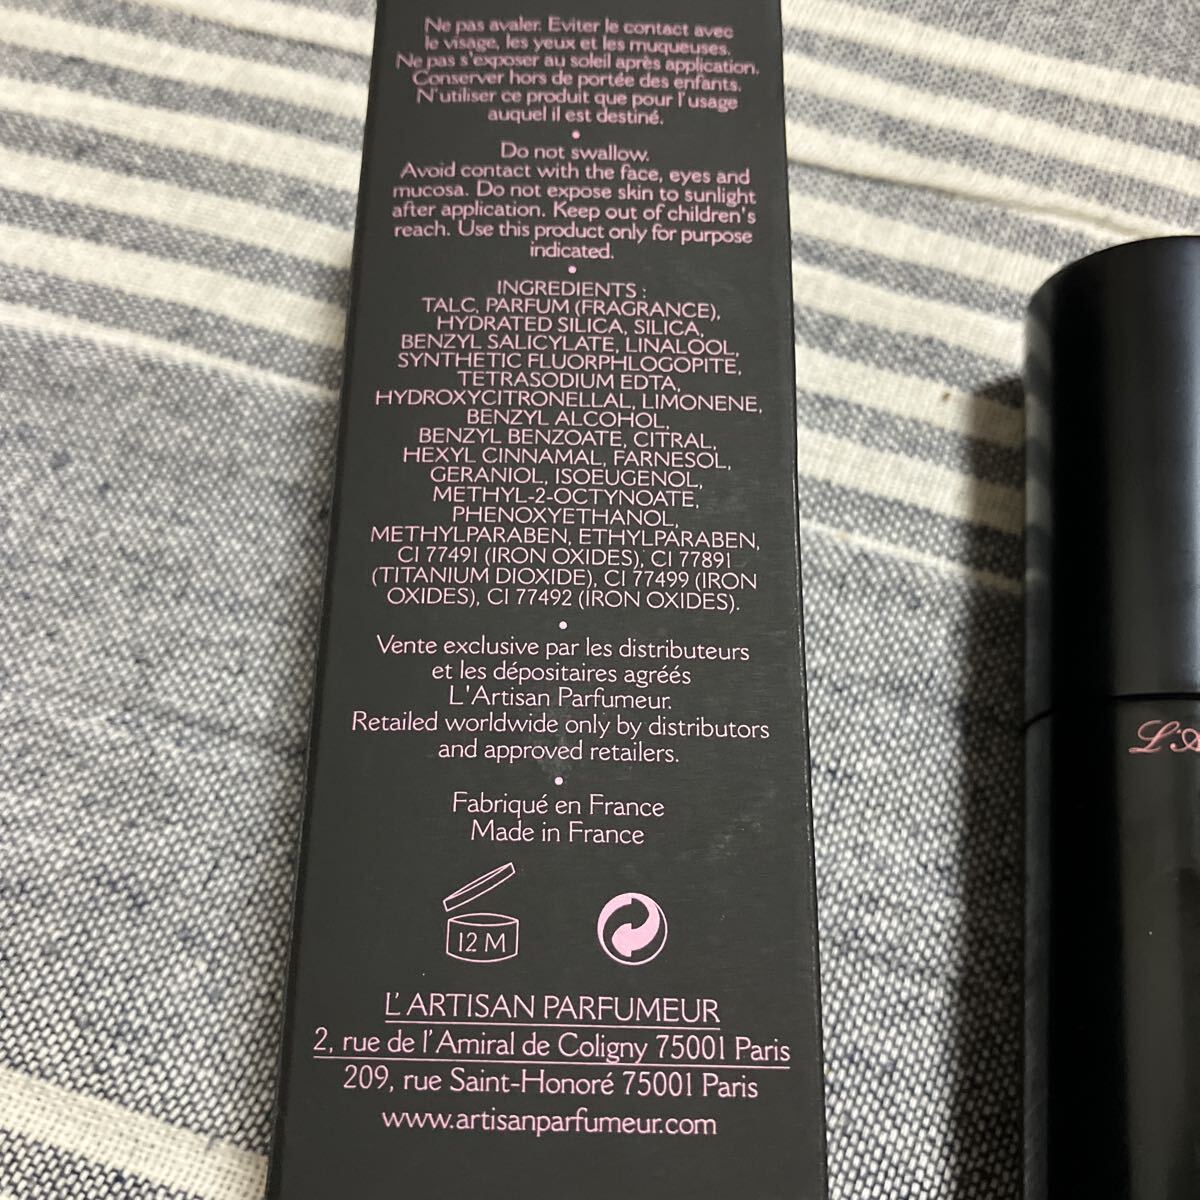 Ne pas avaler. Eviter le contact avec
le visage, les yeux et les muqueuses.
Ne pas s'exposer au soleil après application.
Conserver hors de portée des enfants.
N'utiliser ce produit que pour l'usage
auquel il est destiné.
•
Do not swallow.
Avoid contact with the face, eyes and
mucosa. Do not expose skin to sunlight
after application. Keep out of children's
reach. Use this product only for purpose
indicated.
•
INGREDIENTS :
TALC, PARFUM (FRAGRANCE),
HYDRATED SILICA, SILICA,
BENZYL SALICYLATE, LINALOOL,
SYNTHETIC FLUORPHLOGOPITE,
TETRASODIUM EDTA,
HYDROXYCITRONELLAL, LIMONENE,
BENZYL ALCOHOL,
BENZYL BENZOATE, CITRAL,
HEXYL CINNAMAL, FARNESOL,
GERANIOL, ISOEUGENOL,
METHYL-2-OCTYNOATE,
PHENOXYETHANOL,
METHYLPARABEN, ETHYLPARABEN,
CI 77491 (IRON OXIDES), CI 77891
(TITANIUM DIOXIDE), CI 77499 (IRON
OXIDES), CI 77492 (IRON OXIDES).
•
Vente exclusive par les distributeurs
et les dépositaires agréés
L'Artisan Parfumeur.
Retailed worldwide only by distributors
and approved retailers.
•
Fabriqué en France
Made in France
12 M
L'ARTISAN PARFUMEUR
2, rue de l'Amiral de Coligny 75001 Paris
209, rue Saint-Honoré 75001 Paris
www.artisanparfumeur.com
L'A